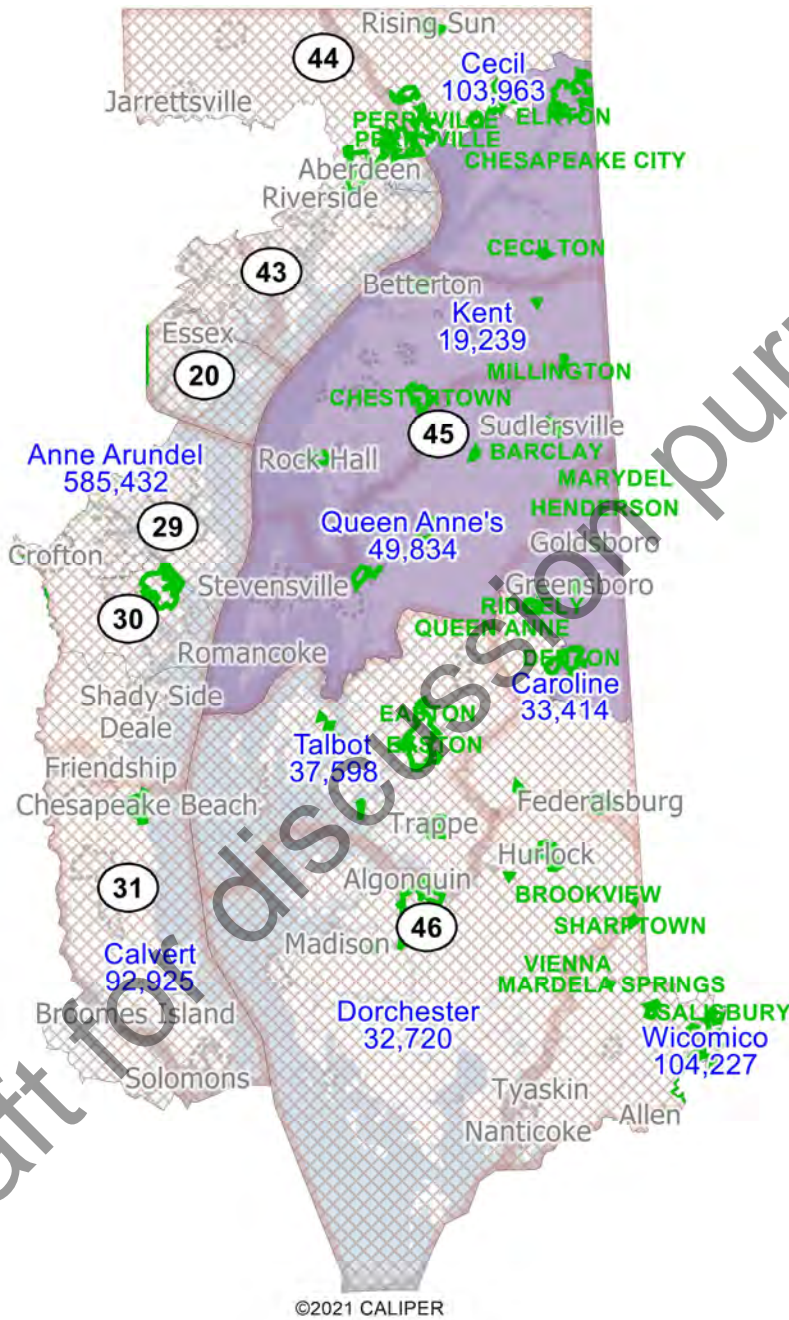 Rising Sun
44
Cecil
103,963
Jarrettsville
PERRYVILLE
ELKTON
PERRYVILLE
CHESAPEAKE CITY
Aberdeen
Riverside
CECILTON
43
Betterton
Kent
19,239
Essex
20
MILLINGTON
CHESTERTOWN
45
Sudlersville
Anne Arundel
585,432
Rock Hall
BARCLAY
MARYDEL
HENDERSON
29
Queen Anne's
49,834
Goldsboro
Crofton
Stevensville
Greensboro
RIDGELY
30
QUEEN ANNE
Romancoke
DENTON
Caroline
33,414
Shady Side
Deale
EASTON
Talbot
37,598
EASTON
Friendship
Chesapeake Beach
Federalsburg
Trappe
Hurlock
31
Algonquin
BROOKVIEW
46
SHARPTOWN
Madison
Calvert
92,925
VIENNA
MARDELA SPRINGS
Broomes Island
Dorchester
32,720
SALISBURY
Wicomico
104,227
Solomons
Tyaskin
Allen
Nanticoke
aft for discussion pur
©2021 CALIPER